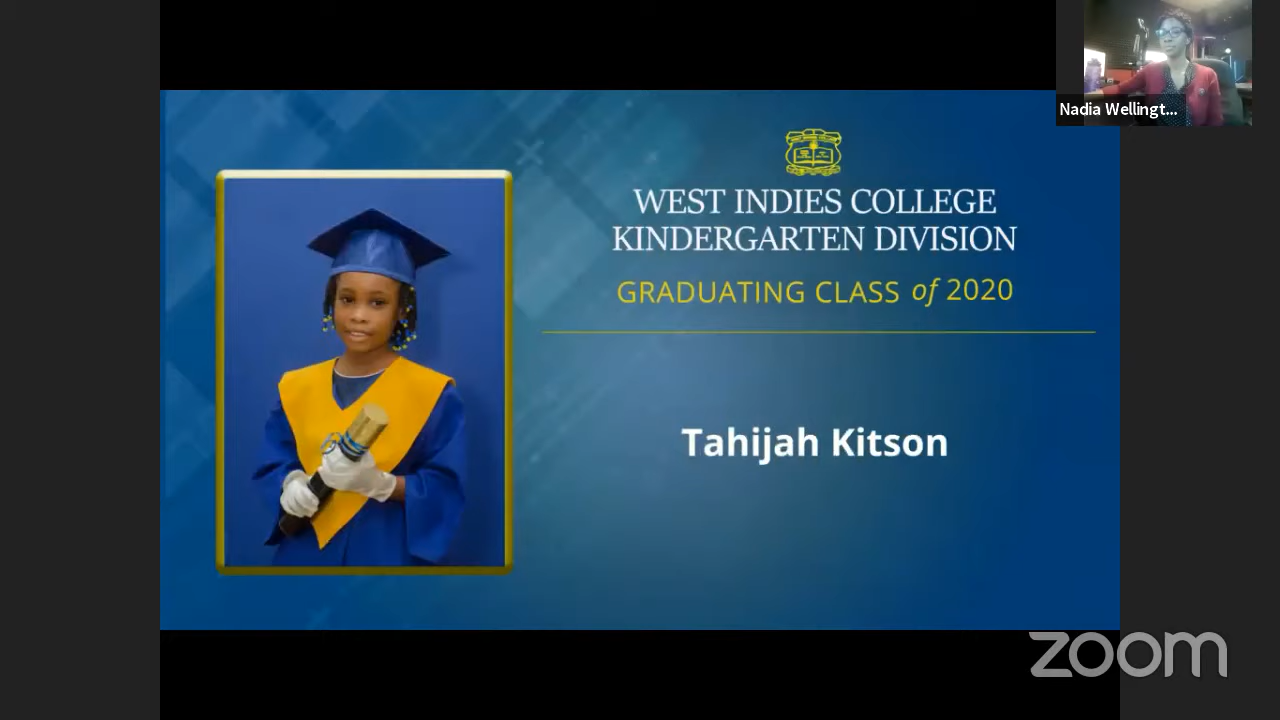 Nadia Wellingt...
WEST INDIES COLLEGE
KINDERGARTEN DIVISION
GRADUATING CLASS of 2020
Tahijah Kitson
zoom